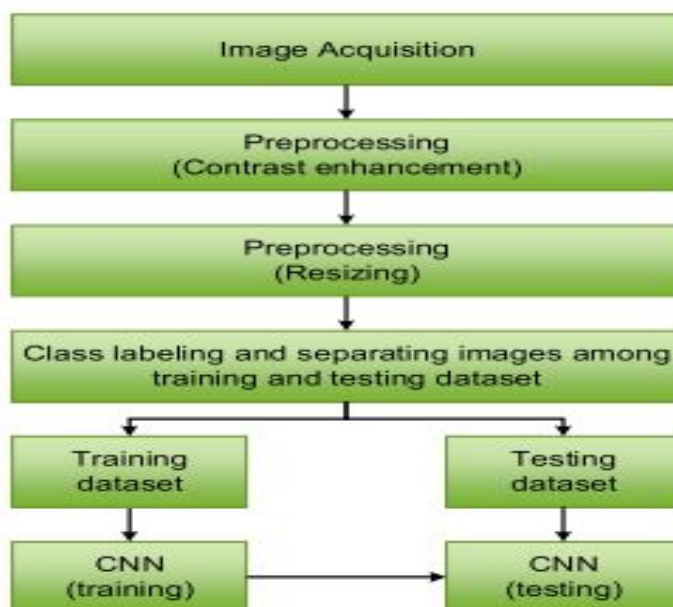 Image Acquisition
Preprocessing
(Contrast enhancement)
Preprocessing
(Resizing)
Class labeling and separating images among
training and testing dataset
Training
dataset
Testing
dataset
CNN
(training)
CNN
(testing)